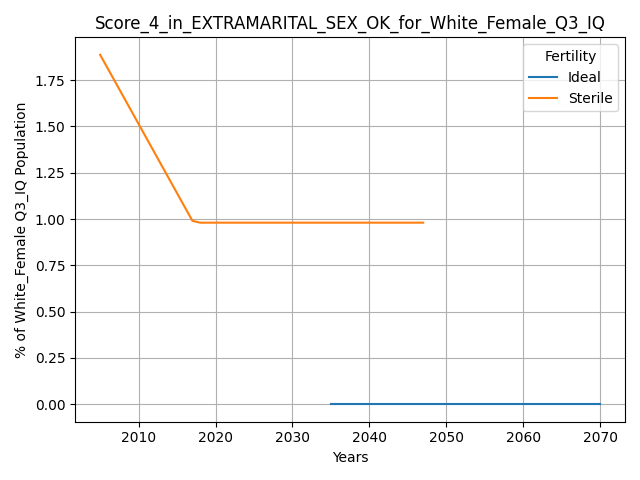 Score_4_in_EXTRAMARITAL_SEX_OK_for_White_Female_Q3_IQ
Fertility
Ideal
Sterile
% of White_Female Q3_IQ Population
1.75
1.50
1.25
1.00
0.75
0.50
0.25
0.00
2010 2020 2030 2040 2050 2060 2070
Years